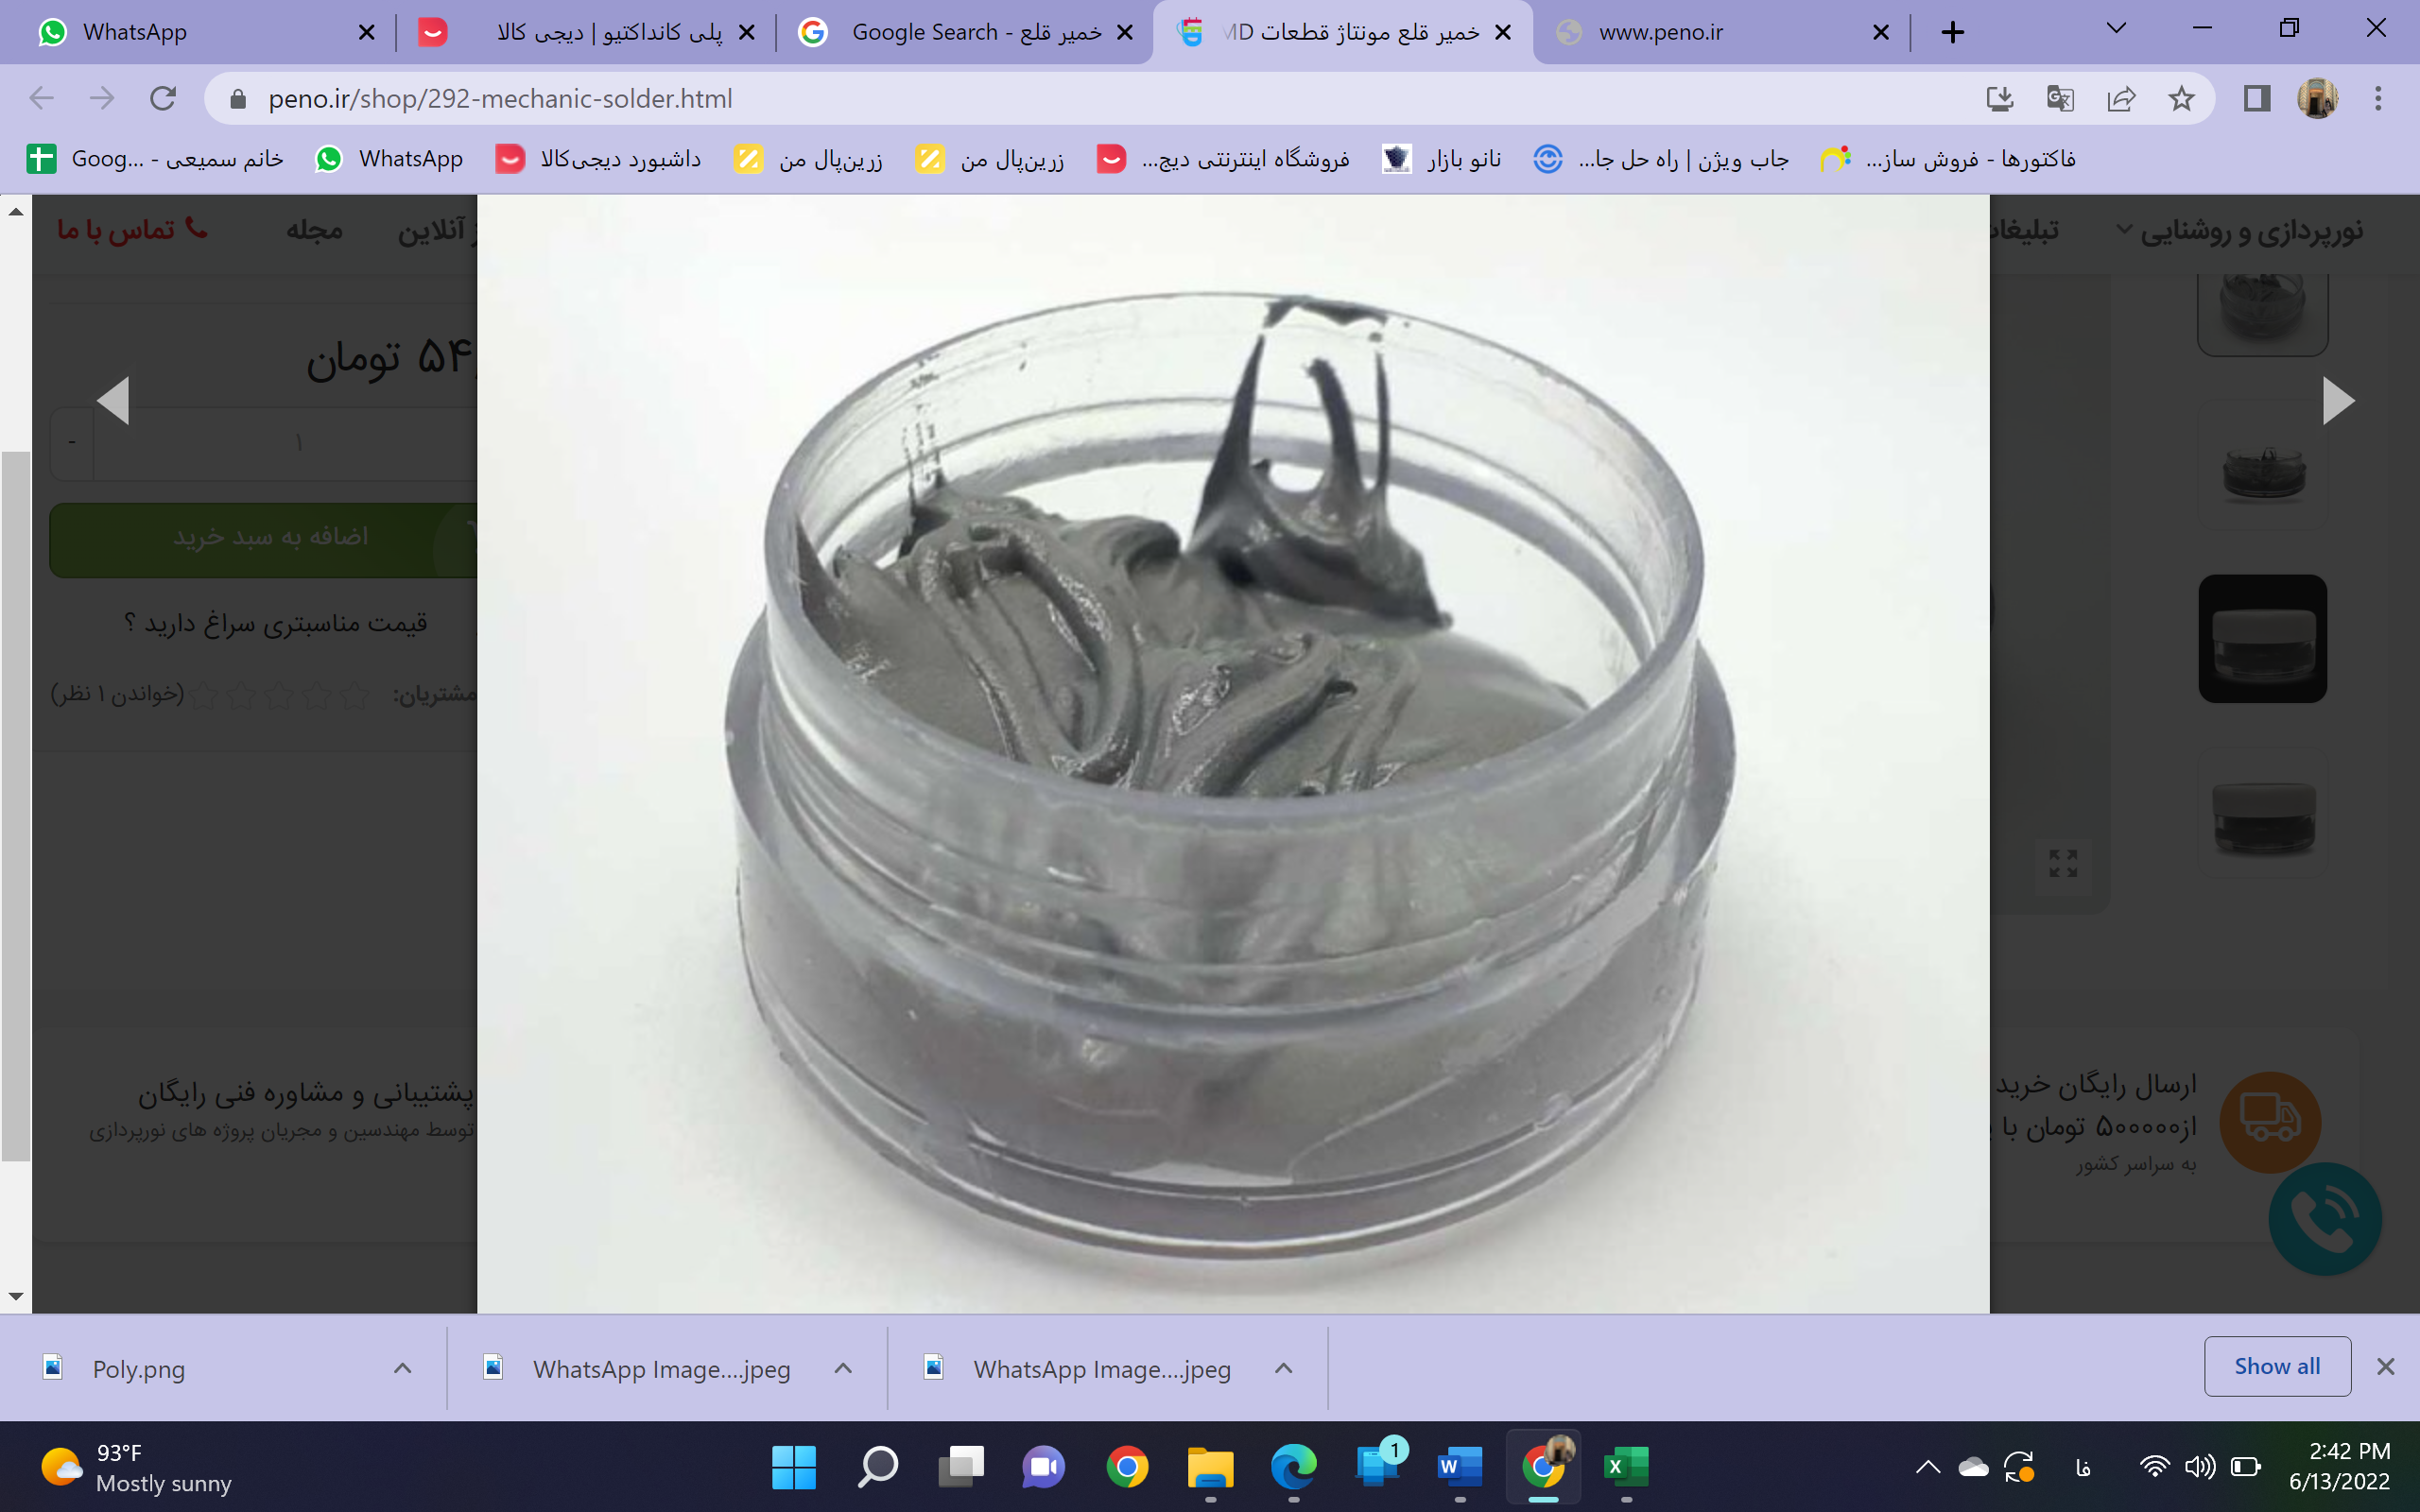 WhatsApp
پلی کانداکتیو | دیجی کالا
خمیر قلع - Google Search
خمیر قلع مونتاژ قطعات
www.peno.ir
peno.ir/shop/292-mechanic-solder.html
خانم سمیعی - Goog...
WhatsApp
داشبورد دیجی‌کالا
زرین‌پال من
زرین‌پال من
فروشگاه اینترنتی دیج...
نانو بازار
جاب ویژن | راه حل جا...
فاکتورها - فروش ساز...
نورپردازی و روشنایی
آنلاین
مجله
تماس با ما
تومان
۱
-
اضافه به سبد خرید
قیمت مناسبتری سراغ دارید ؟
مشتریان:
(خواندن 1 نظر)
ارسال رایگان خرید
از500000 تومان با
به سراسر کشور
پشتیبانی و مشاوره فنی رایگان
توسط مهندسین و مجریان پروژه های نورپردازی
Poly.png
WhatsApp Image....jpeg
WhatsApp Image....jpeg
Show all
93°F
Mostly sunny
1
فا
2:42 PM
6/13/2022